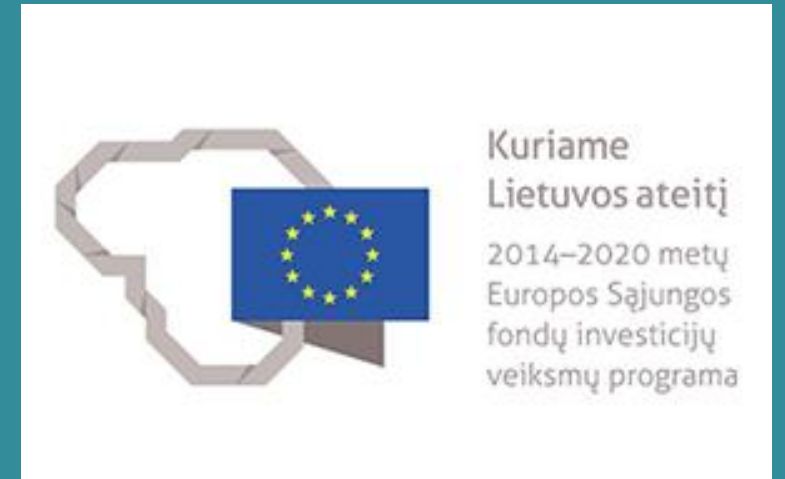 Kuriame
Lietuvos ateitį
2014–2020 metų
Europos Sąjungos
fondų investicijų
veiksmų programa